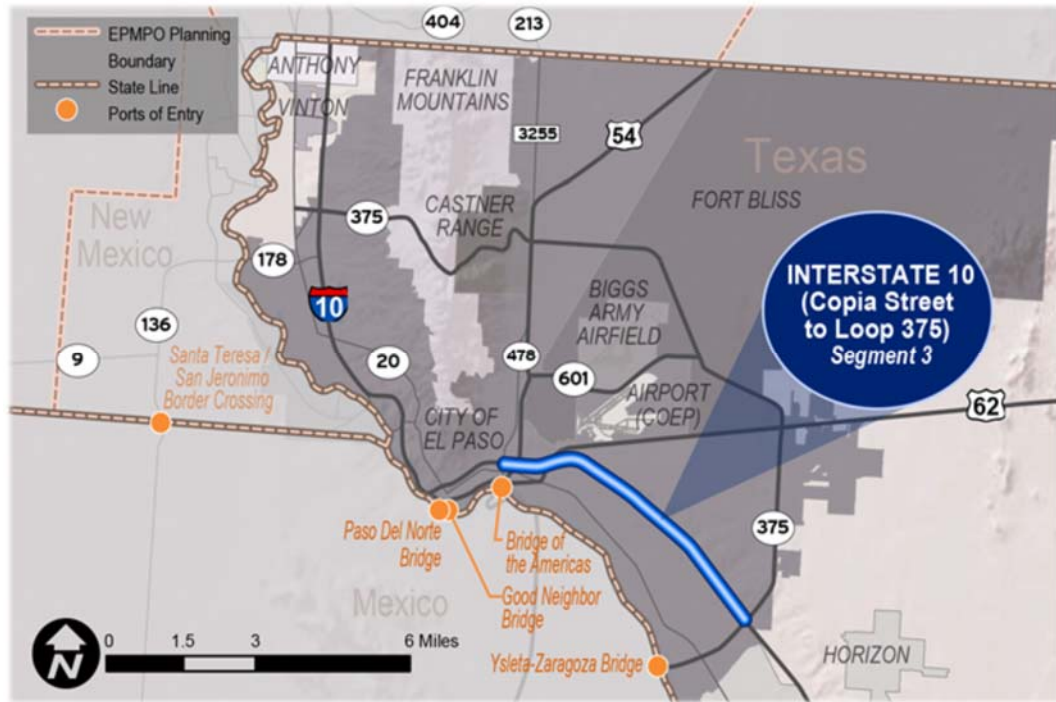 EPMPO Planning
Boundary
State Line
Ports of Entry
404
213
ANTHONY
VINTON
FRANKLIN
MOUNTAINS
3255
54
Texas
FORT BLISS
New
Mexico
375
CASTNER
RANGE
178
10
INTERSTATE 10
(Copia Street
to Loop 375)
Segment 3
BIGGS
ARMY
AIRFIELD
136
9
Santa Teresa /
San Jeronimo
Border Crossing
20
478
601
AIRPORT
(COEP)
62
CITY OF
EL PASO
375
Paso Del Norte
Bridge
Bridge of
the Americas
Good Neighbor
Bridge
Mexico
N
0 1.5 3 6 Miles
Ysleta-Zaragoza Bridge
HORIZON